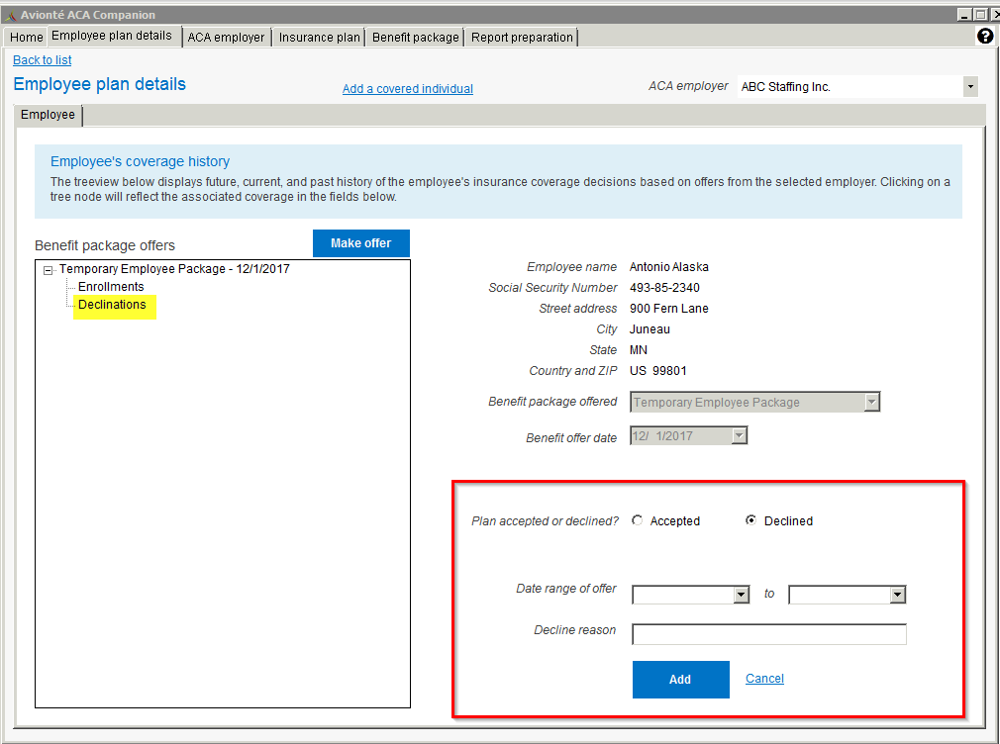 Avionté ACA Companion
Home Employee plan details ACA employer Insurance plan Benefit package Report preparation ?
Back to list
Employee plan details Add a covered individual ACA employer ABC Staffing Inc.
Employee
Employee's coverage history
The treeview below displays future, current, and past history of the employee's insurance coverage decisions based on offers from the selected employer. Clicking on a
tree node will reflect the associated coverage in the fields below.
Benefit package offers Make offer
Temporary Employee Package - 12/1/2017
Enrollments
Declinations
Employee name Antonio Alaska
Social Security Number 493-85-2340
Street address 900 Fern Lane
City Juneau
State MN
Country and ZIP US 99801
Benefit package offered Temporary Employee Package
Benefit offer date 12/ 1/2017
Plan accepted or declined? Accepted Declined
Date range of offer to
Decline reason
Add Cancel